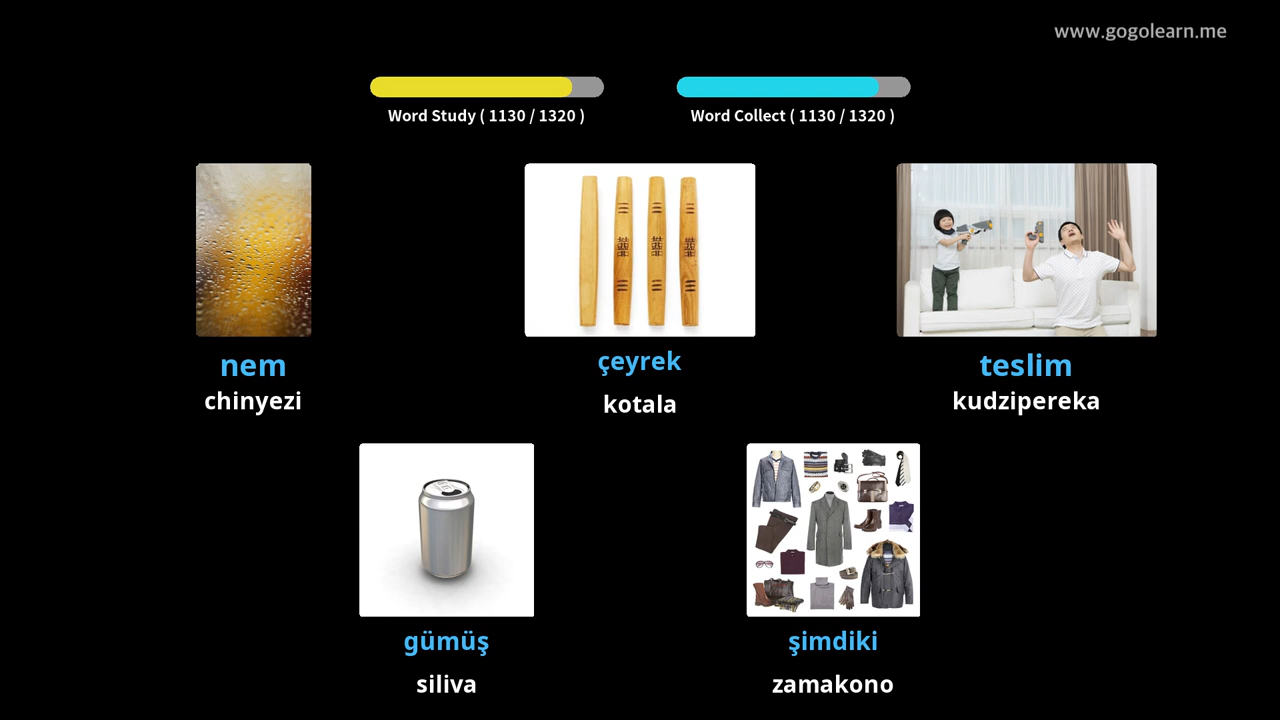 www.gogolearn.me
Word Study ( 1130 / 1320 )
Word Collect ( 1130 / 1320 )
nem
chinyezi
çeyrek
kotala
teslim
kudzipereka
gümüş
siliva
şimdiki
zamakono